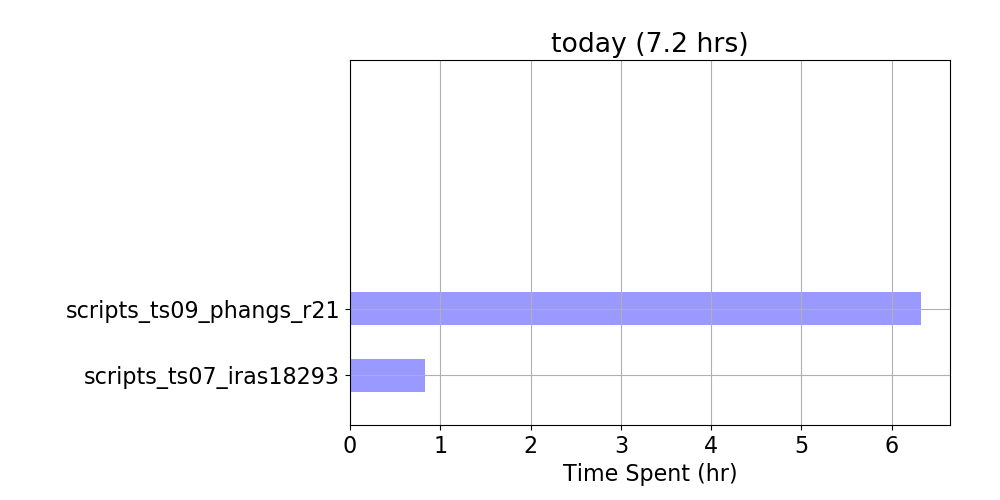 today (7.2 hrs)
scripts_ts09_phangs_r21
scripts_ts07_iras18293
0 1 2 3 4 5 6
Time Spent (hr)